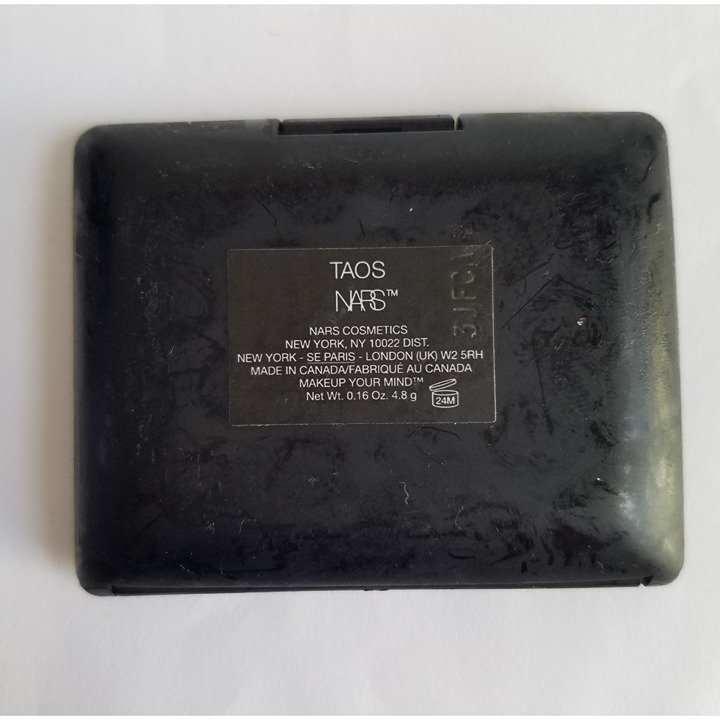 TAOS
NARS™
NARS COSMETICS
NEW YORK, NY 10022 DIST.
NEW YORK - SE PARIS - LONDON (UK) W2 5RH
MADE IN CANADA/FABRIQUÉ AU CANADA
MAKEUP YOUR MIND™
Net Wt. 0.16 Oz. 4.8 g
24M